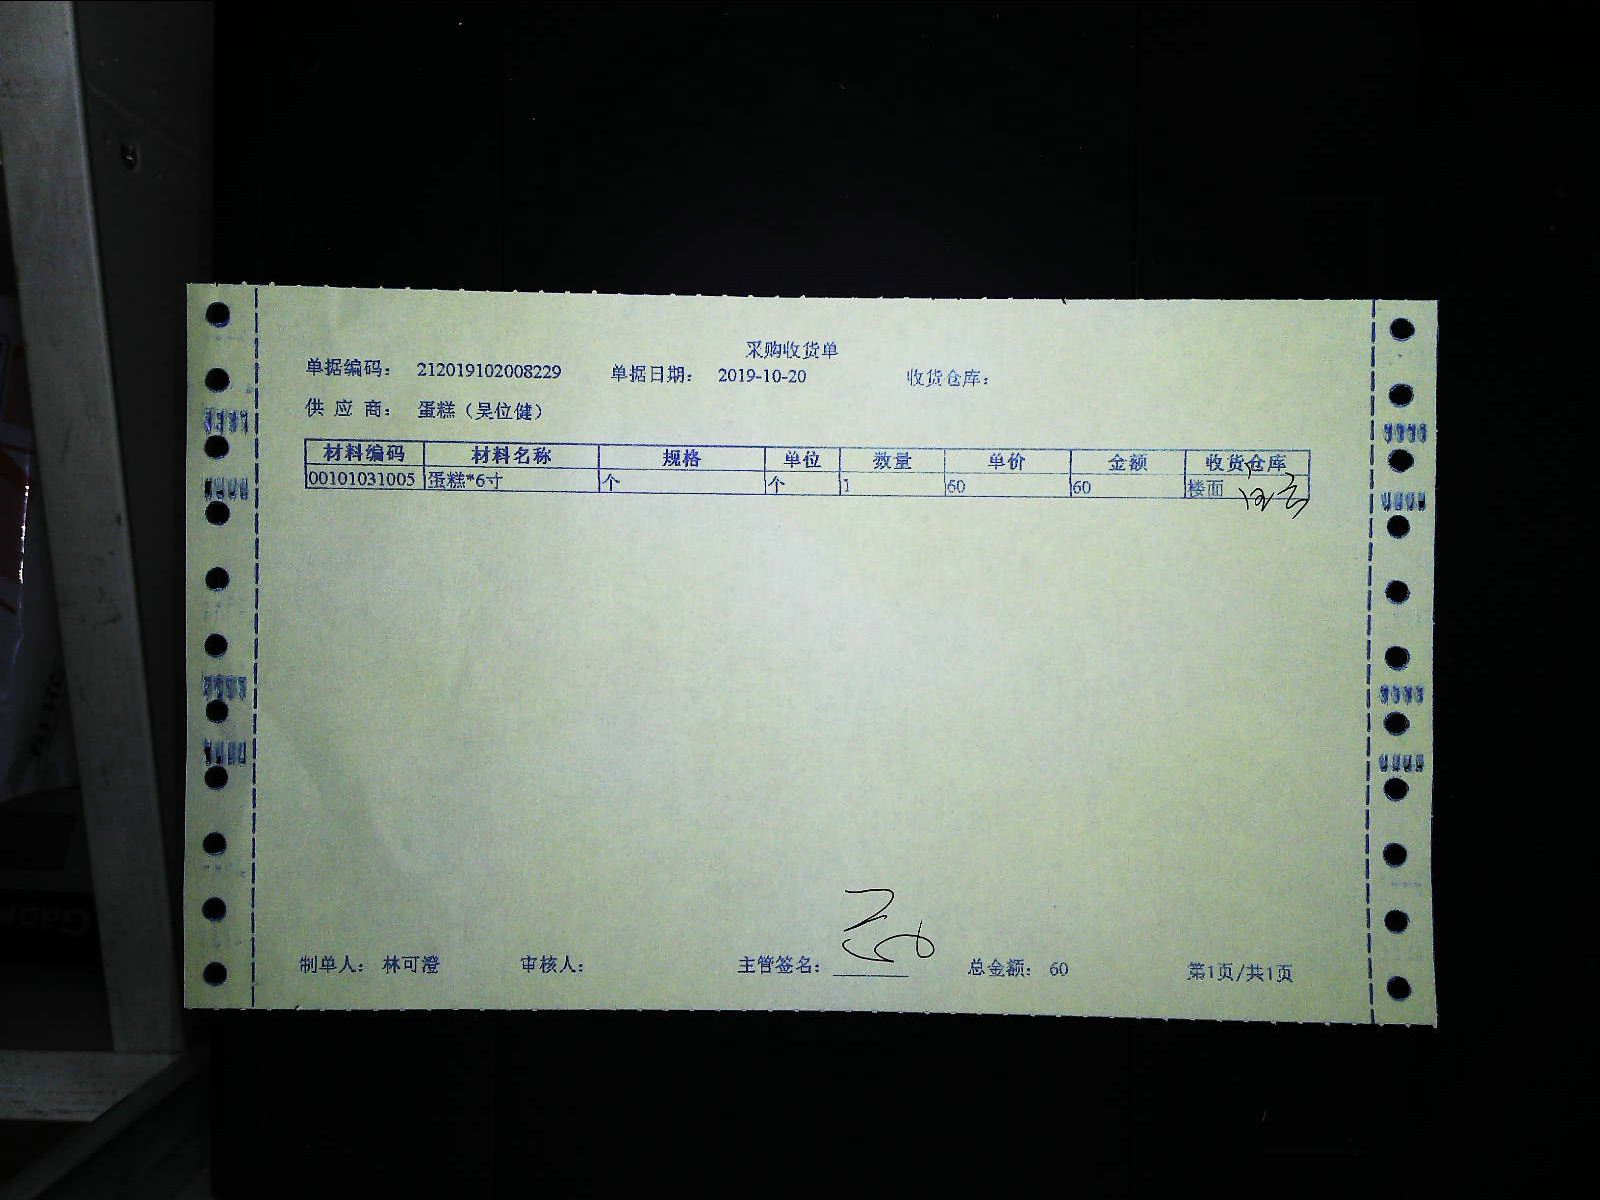 采购收货单
单据编码： 212019102008229 单据日期： 2019-10-20 收货仓库：
供 应 商： 蛋糕（吴位健）
材料编码 材料名称 规格 单位 数量 单价 金额 收货仓库
00101031005 蛋糕*6寸 个 个 1 60 60 楼面
制单人： 林可澄 审核人： 主管签名： 总金额： 60 第1页/共1页